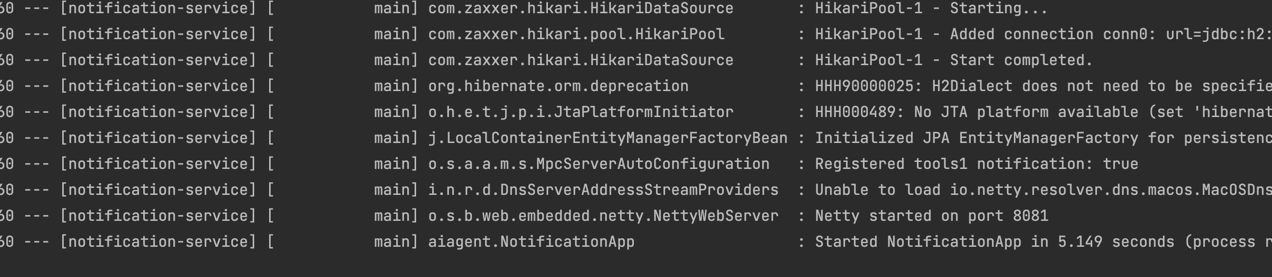 60 --- [notification-service] [           main] com.zaxxer.hikari.HikariDataSource       : HikariPool-1 - Starting...
60 --- [notification-service] [           main] com.zaxxer.hikari.pool.HikariPool        : HikariPool-1 - Added connection conn0: url=jdbc:h2:
60 --- [notification-service] [           main] com.zaxxer.hikari.HikariDataSource       : HikariPool-1 - Start completed.
60 --- [notification-service] [           main] org.hibernate.orm.deprecation            : HHH90000025: H2Dialect does not need to be specifie
60 --- [notification-service] [           main] o.h.e.t.j.p.i.JtaPlatformInitiator       : HHH000489: No JTA platform available (set 'hibernat
60 --- [notification-service] [           main] j.LocalContainerEntityManagerFactoryBean : Initialized JPA EntityManagerFactory for persistenc
60 --- [notification-service] [           main] o.s.a.a.m.s.MpcServerAutoConfiguration   : Registered tools1 notification: true
60 --- [notification-service] [           main] i.n.r.d.DnsServerAddressStreamProviders  : Unable to load io.netty.resolver.dns.macos.MacOSDns
60 --- [notification-service] [           main] o.s.b.web.embedded.netty.NettyWebServer  : Netty started on port 8081
60 --- [notification-service] [           main] aiagent.NotificationApp                  : Started NotificationApp in 5.149 seconds (process r